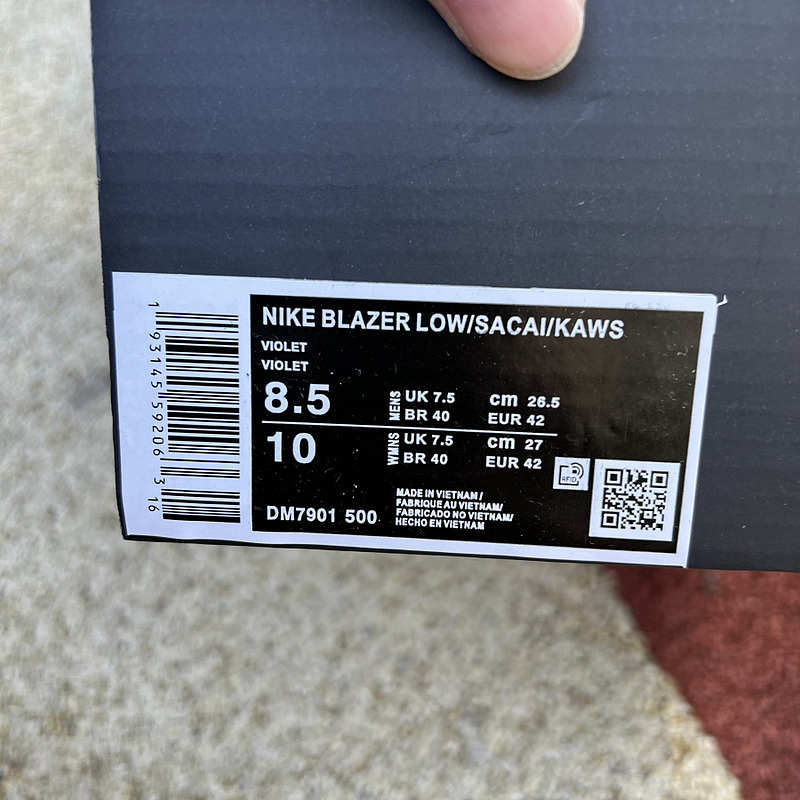 NIKE BLAZER LOW/SACAI/KAWS
VIOLET
VIOLET
8.5
MENS
UK 7.5 cm 26.5
BR 40 EUR 42
10
WMNS
UK 7.5 cm 27
BR 40 EUR 42
RFID
DM7901 500
MADE IN VIETNAM /
FABRIQUE AU VIETNAM/
FABRICADO NO VIETNAM/
HECHO EN VIETNAM
1 93145 59206 3 16